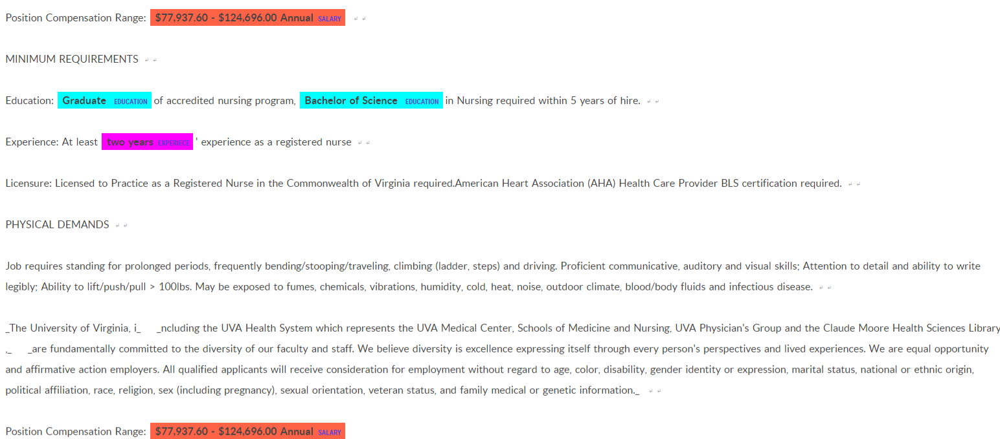 Position Compensation Range: $77,937.60 - $124,696.00 Annual SALARY ↵ ↵
MINIMUM REQUIREMENTS ↵ ↵
Education: Graduate EDUCATION of accredited nursing program, Bachelor of Science EDUCATION in Nursing required within 5 years of hire. ↵ ↵
Experience: At least two years EXPERIECE ' experience as a registered nurse ↵ ↵
Licensure: Licensed to Practice as a Registered Nurse in the Commonwealth of Virginia required.American Heart Association (AHA) Health Care Provider BLS certification required. ↵ ↵
PHYSICAL DEMANDS ↵ ↵
Job requires standing for prolonged periods, frequently bending/stooping/traveling, climbing (ladder, steps) and driving. Proficient communicative, auditory and visual skills; Attention to detail and ability to write
legibly; Ability to lift/push/pull > 100lbs. May be exposed to fumes, chemicals, vibrations, humidity, cold, heat, noise, outdoor climate, blood/body fluids and infectious disease. ↵ ↵
_The University of Virginia, i_ _ncluding the UVA Health System which represents the UVA Medical Center, Schools of Medicine and Nursing, UVA Physician's Group and the Claude Moore Health Sciences Library
,_ _are fundamentally committed to the diversity of our faculty and staff. We believe diversity is excellence expressing itself through every person's perspectives and lived experiences. We are equal opportunity
and affirmative action employers. All qualified applicants will receive consideration for employment without regard to age, color, disability, gender identity or expression, marital status, national or ethnic origin,
political affiliation, race, religion, sex (including pregnancy), sexual orientation, veteran status, and family medical or genetic information._ ↵ ↵
Position Compensation Range: $77,937.60 - $124,696.00 Annual SALARY